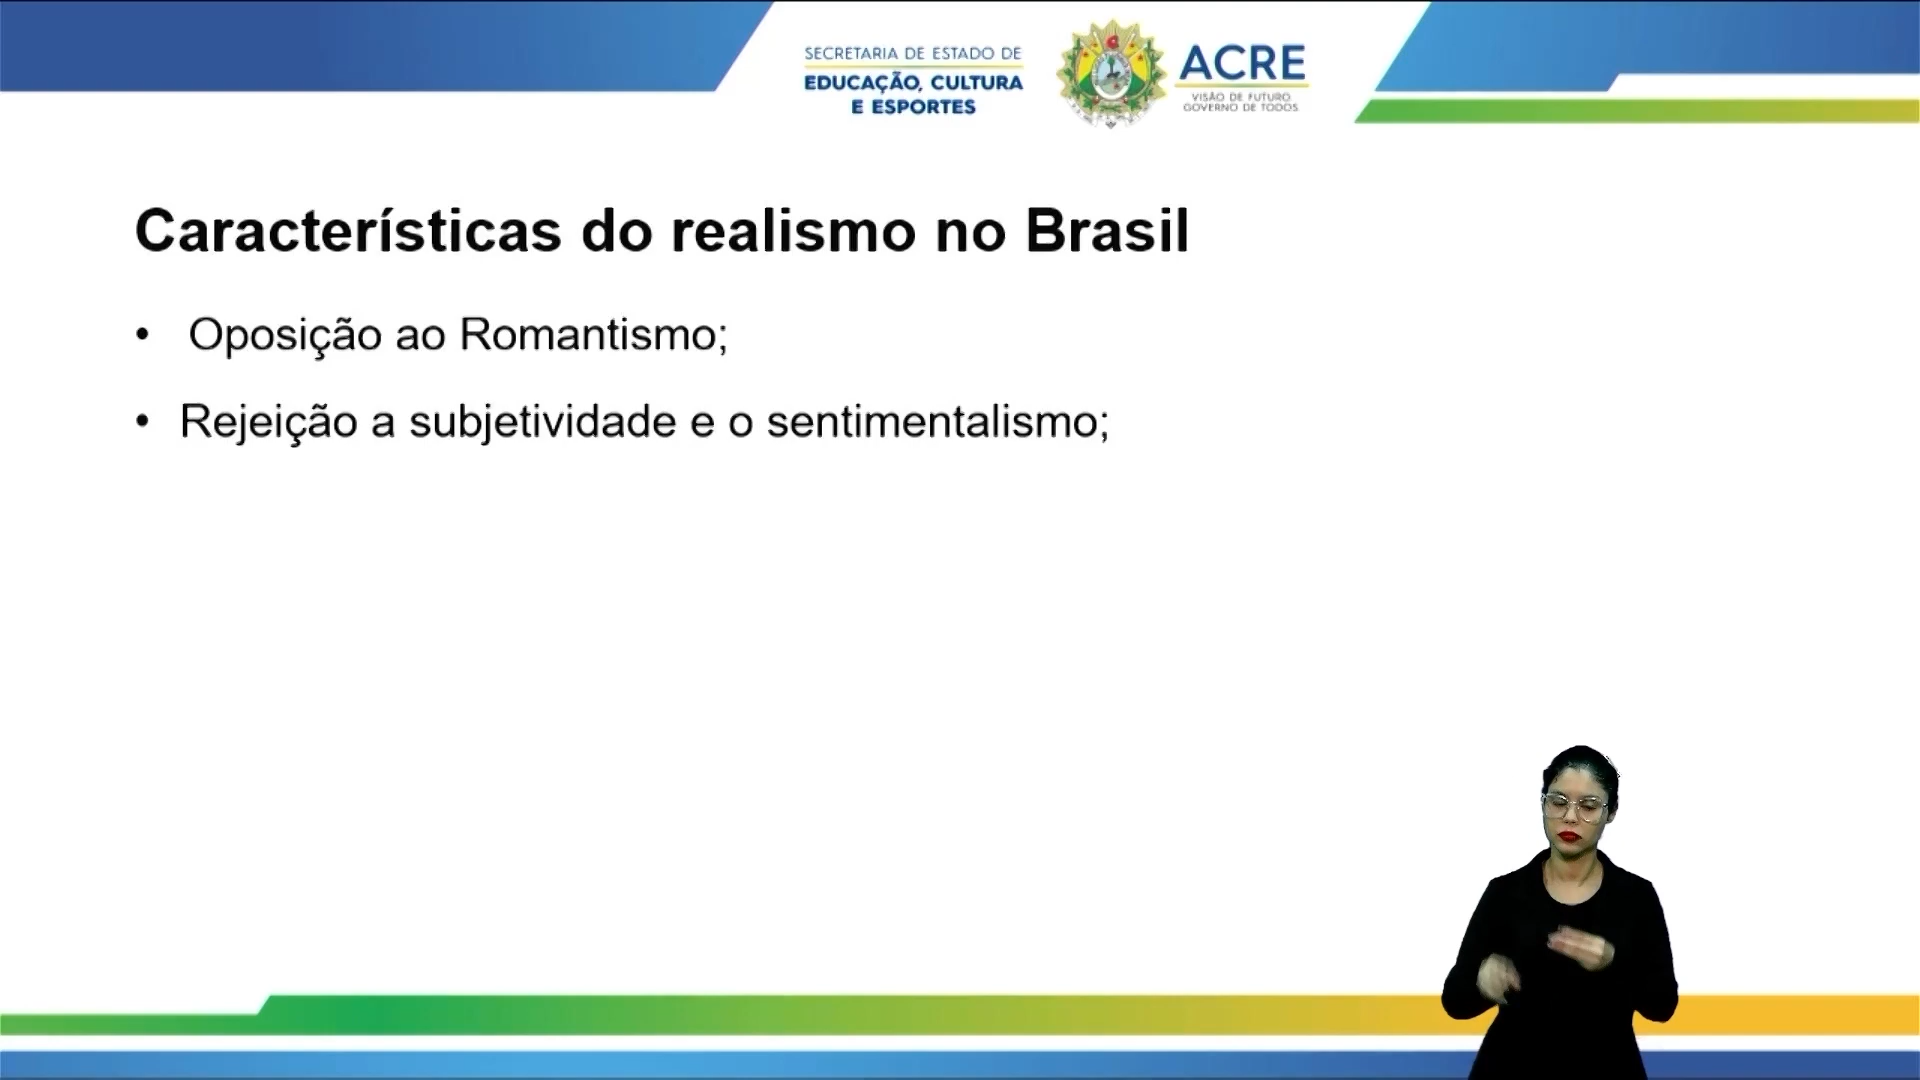 SECRETARIA DE ESTADO DE
EDUCAÇÃO, CULTURA
E ESPORTES
ACRE
VISÃO DE FUTURO
GOVERNO DE TODOS
Características do realismo no Brasil
• Oposição ao Romantismo;
• Rejeição a subjetividade e o sentimentalismo;